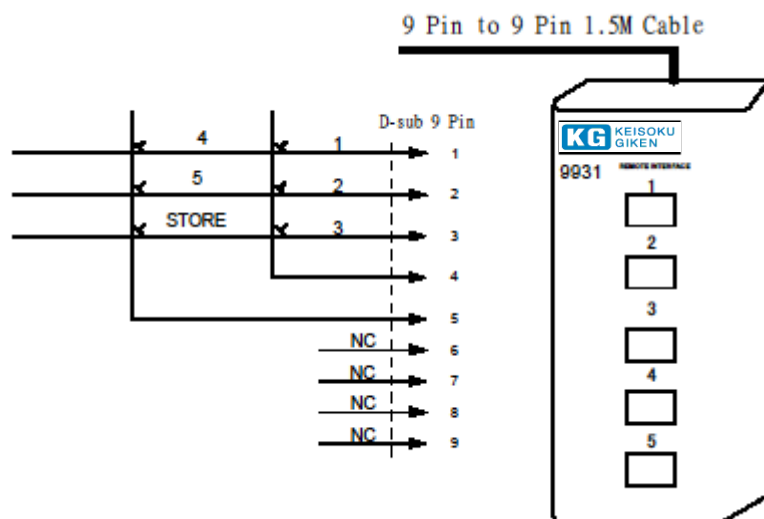 9 Pin to 9 Pin 1.5M Cable
D-sub 9 Pin
4 1 1
5 2 2
STORE 3 3
4
5
NC 6
NC 7
NC 8
NC 9
KG KEISOKU
GIKEN
9931 REMOTE INTERFACE
1
2
3
4
5